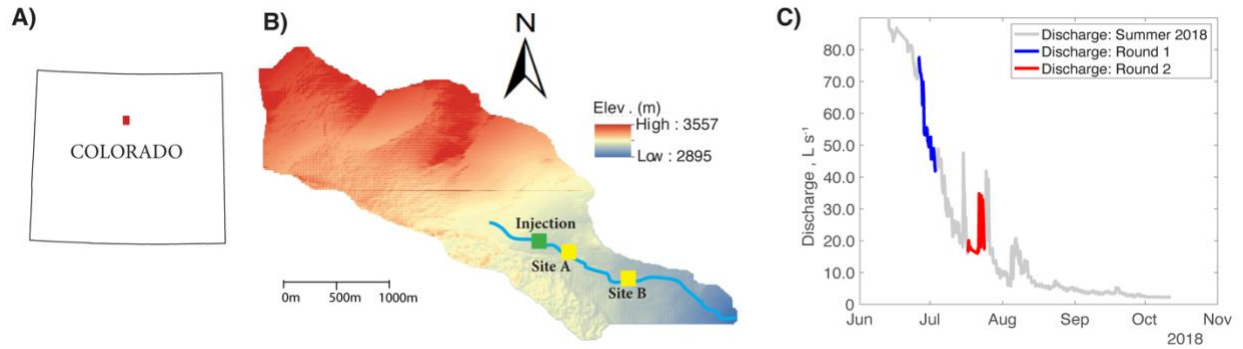 A)
COLORADO
B)
N
Elev . (m)
High : 3557
Low : 2895
Injection
Site A
Site B
0m 500m 1000m
C)
Discharge: Summer 2018
Discharge: Round 1
Discharge: Round 2
Discharge , L s-1
80.0
70.0
60.0
50.0
40.0
30.0
20.0
10.0
0
Jun Jul Aug Sep Oct Nov
2018